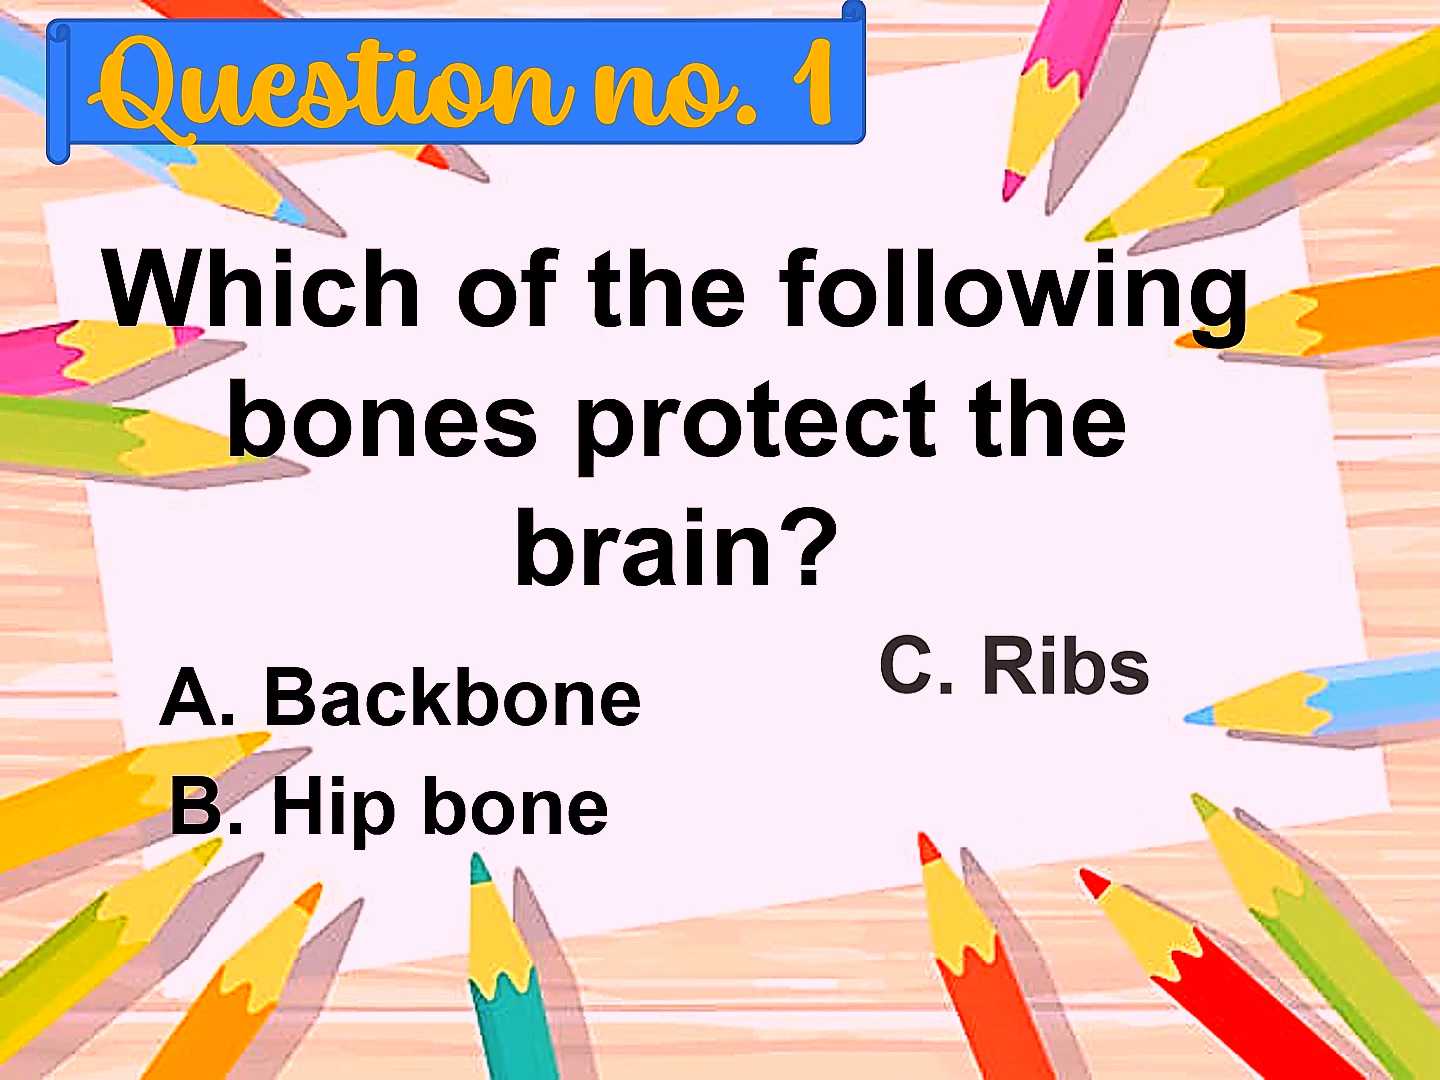 Question no. 1
Which of the following
bones protect the
brain?
A. Backbone
B. Hip bone
C. Ribs